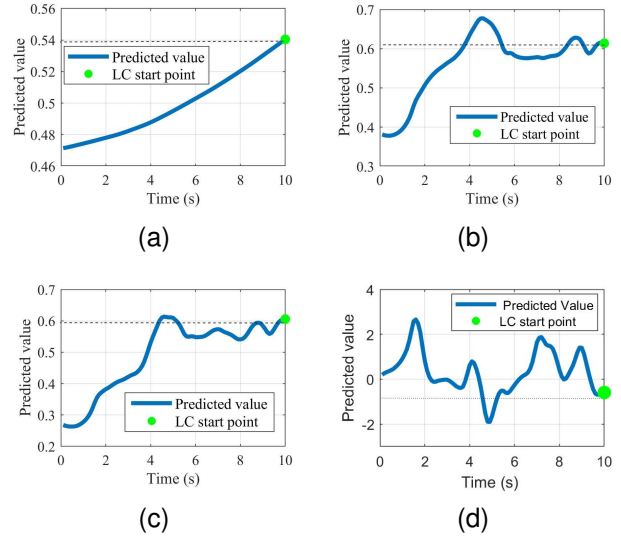 0.56
0.54
0.52
0.5
0.48
0.46
Predicted value
Predicted value
LC start point
0 2 4 6 8 10
Time (s)
(a)
0.7
0.6
0.5
0.4
0.3
Predicted value
Predicted value
LC start point
0 2 4 6 8 10
Time (s)
(b)
0.7
0.6
0.5
0.4
0.3
0.2
Predicted value
Predicted value
LC start point
0 2 4 6 8 10
Time (s)
(c)
4
2
0
-2
Predicted value
Predicted Value
LC start point
0 2 4 6 8 10
Time (s)
(d)